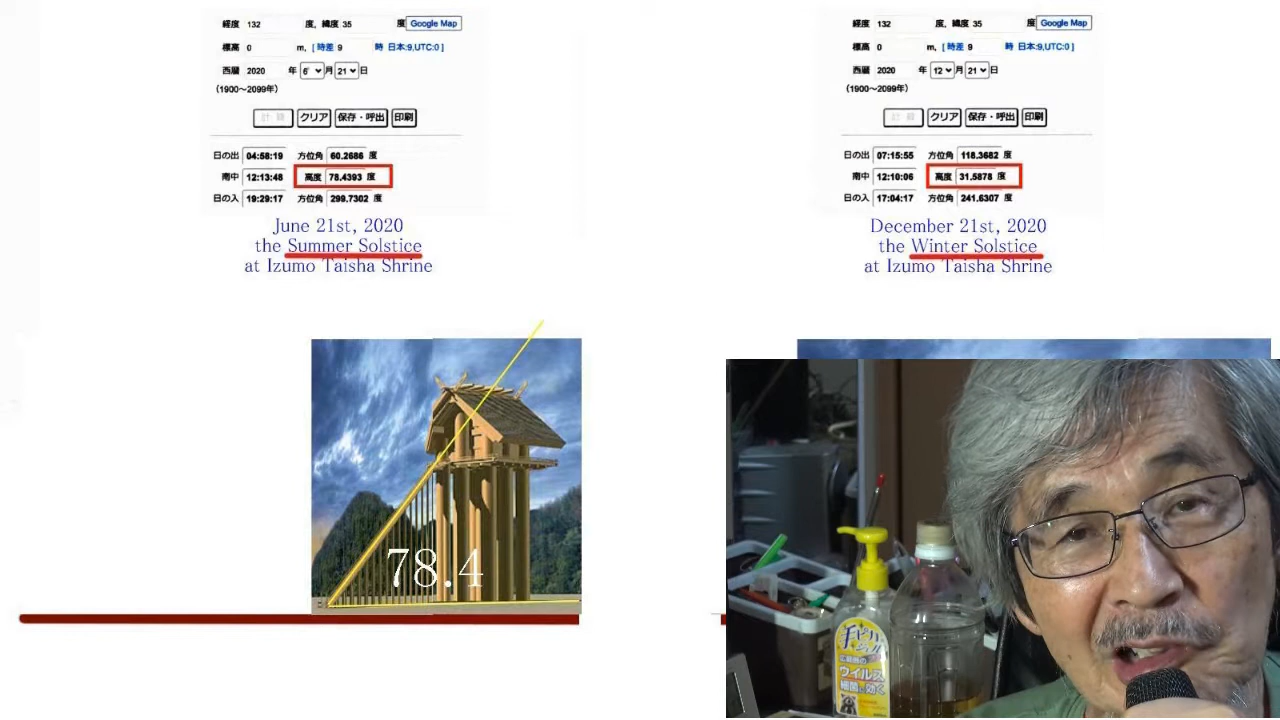 経度 132 度, 緯度 35 度 Google Map
標高 0 m, [ 時差 9 時 日本:9,UTC:0 ]
西暦 2020 年 6 月 21 日
(1900〜2099年)
計算 クリア 保存・呼出 印刷
日の出 04:58:19 方位角 60.2686 度
南中 12:13:48 高度 78.4393 度
日の入 19:29:17 方位角 299.7302 度
June 21st, 2020
the Summer Solstice
at Izumo Taisha Shrine
78.4
経度 132 度, 緯度 35 度 Google Map
標高 0 m, [ 時差 9 時 日本:9,UTC:0 ]
西暦 2020 年 12 月 21 日
(1900〜2099年)
計算 クリア 保存・呼出 印刷
日の出 07:15:55 方位角 118.3682 度
南中 12:10:06 高度 31.5878 度
日の入 17:04:17 方位角 241.6307 度
December 21st, 2020
the Winter Solstice
at Izumo Taisha Shrine
手ピカ
ジェル
ウイルス
細菌に効く